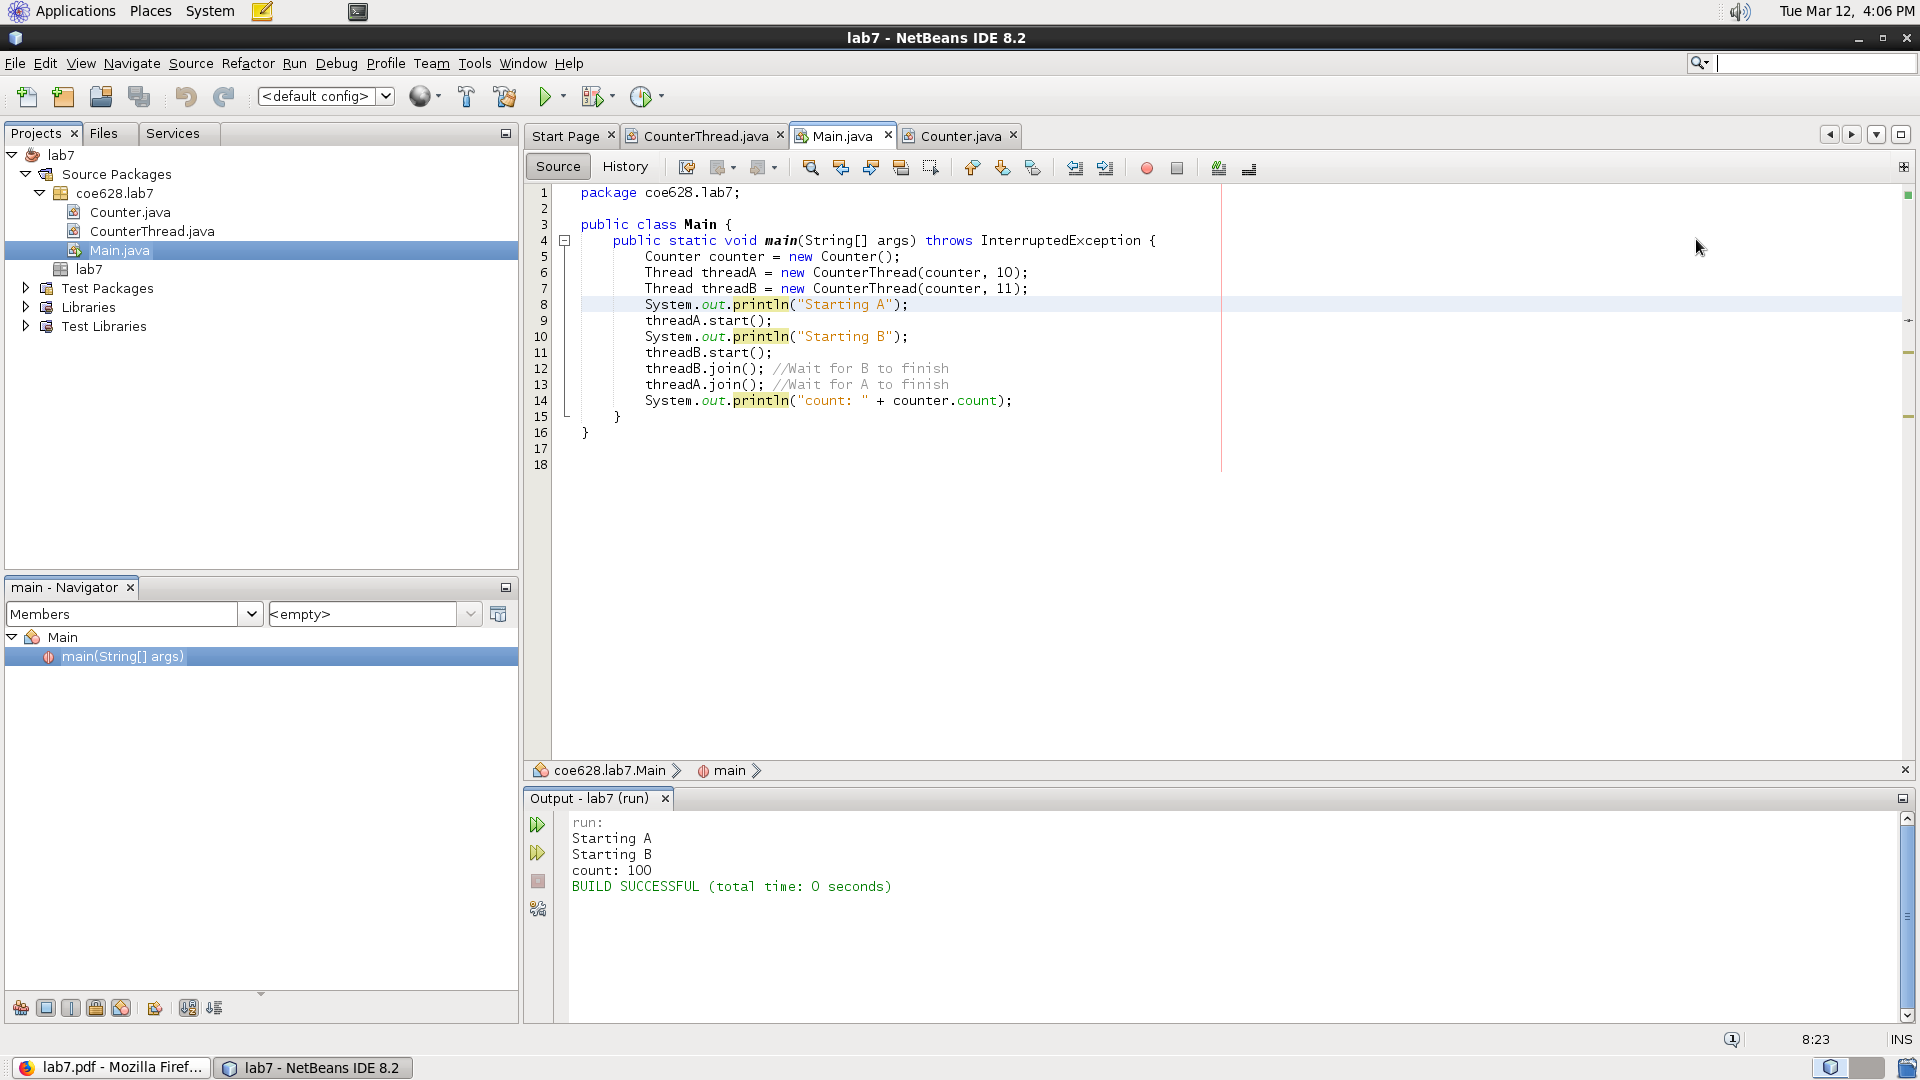 Applications Places System Tue Mar 12, 4:06 PM
lab7 - NetBeans IDE 8.2
File Edit View Navigate Source Refactor Run Debug Profile Team Tools Window Help
<default config>
Projects Files Services
lab7
Source Packages
coe628.lab7
Counter.java
CounterThread.java
Main.java
lab7
Test Packages
Libraries
Test Libraries
main - Navigator
Members <empty>
Main
main(String[] args)
Start Page CounterThread.java Main.java Counter.java
Source History
1 package coe628.lab7;
2
3 public class Main {
4 public static void main(String[] args) throws InterruptedException {
5 Counter counter = new Counter();
6 Thread threadA = new CounterThread(counter, 10);
7 Thread threadB = new CounterThread(counter, 11);
8 System.out.println("Starting A");
9 threadA.start();
10 System.out.println("Starting B");
11 threadB.start();
12 threadB.join(); //Wait for B to finish
13 threadA.join(); //Wait for A to finish
14 System.out.println("count: " + counter.count);
15 }
16 }
17
18
coe628.lab7.Main main
Output - lab7 (run)
run:
Starting A
Starting B
count: 100
BUILD SUCCESSFUL (total time: 0 seconds)
1 8:23 INS
lab7.pdf - Mozilla Firef... lab7 - NetBeans IDE 8.2